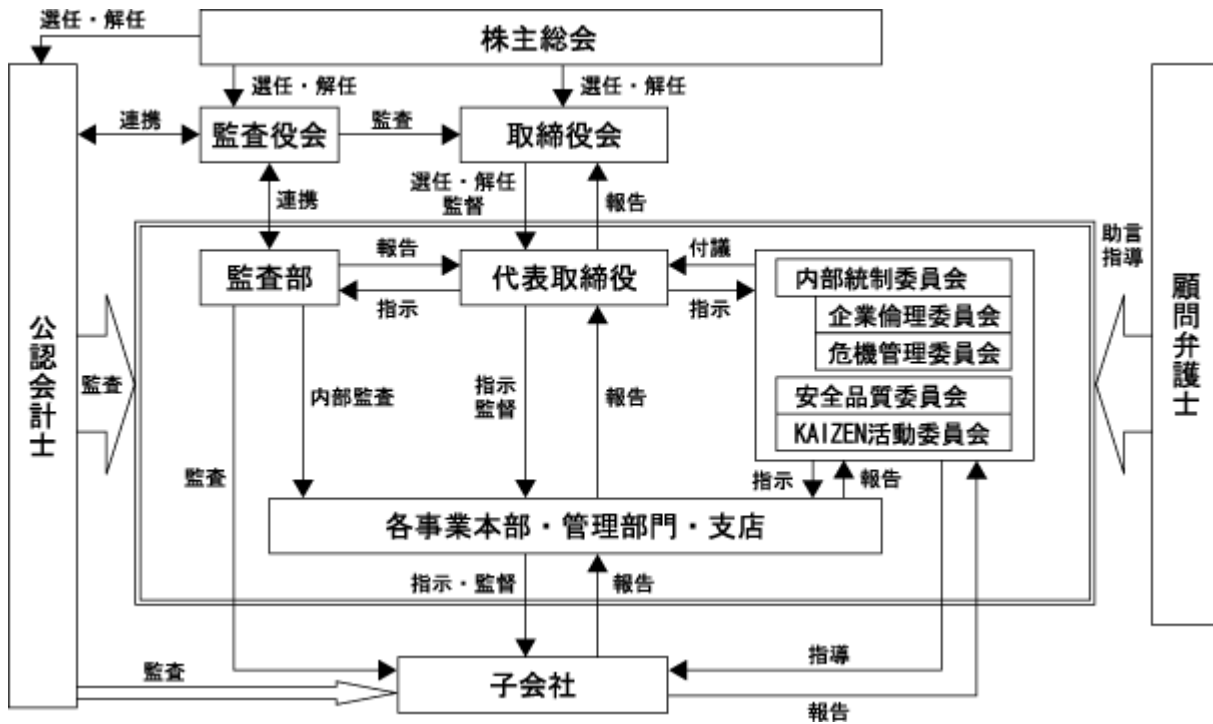 選任・解任
株主総会
選任・解任
選任・解任
連携
監査役会
監査
取締役会
選任・解任
監督
報告
連携
助言
指導
監査部
報告
指示
代表取締役
付議
指示
内部統制委員会
企業倫理委員会
危機管理委員会
安全品質委員会
KAIZEN活動委員会
公認会計士
監査
顧問弁護士
内部監査
指示
監督
報告
監査
指示
報告
各事業本部・管理部門・支店
指示・監督
報告
監査
子会社
指導
報告